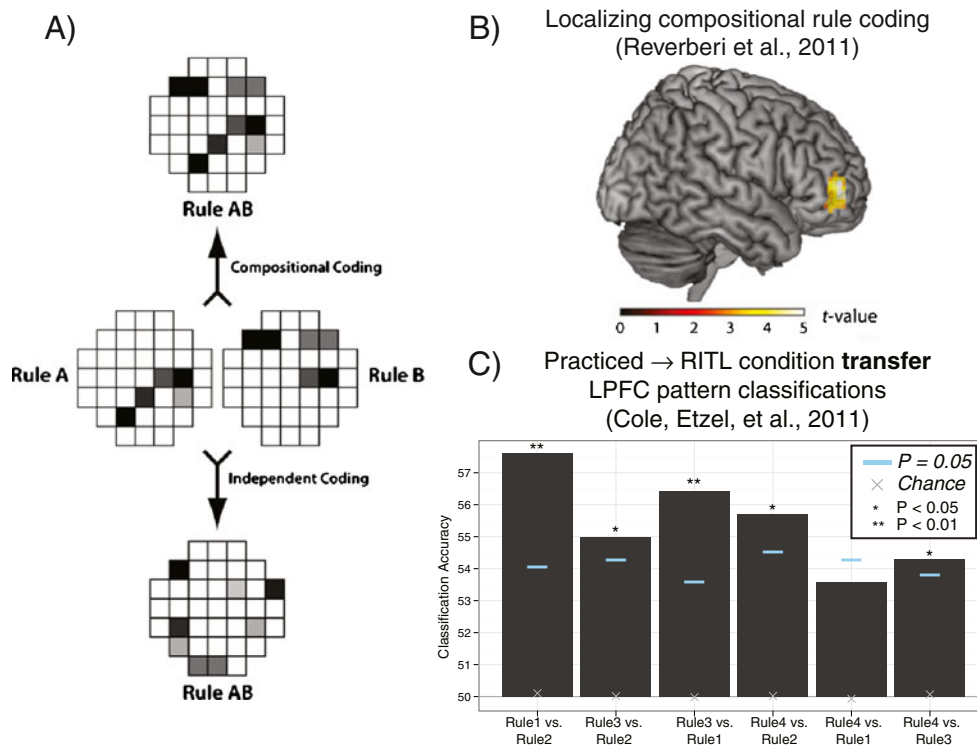 A)
Rule AB
Compositional Coding
Rule A
Rule B
Independent Coding
Rule AB
B)
Localizing compositional rule coding
(Reverberi et al., 2011)
0 1 2 3 4 5
t-value
C)
Practiced → RITL condition transfer
LPFC pattern classifications
(Cole, Etzel, et al., 2011)
Classification Accuracy
57
56
55
54
53
52
51
50
**
*
**
*
*
P = 0.05
× Chance
* P < 0.05
** P < 0.01
Rule1 vs.
Rule2
Rule3 vs.
Rule2
Rule3 vs.
Rule1
Rule4 vs.
Rule2
Rule4 vs.
Rule1
Rule4 vs.
Rule3